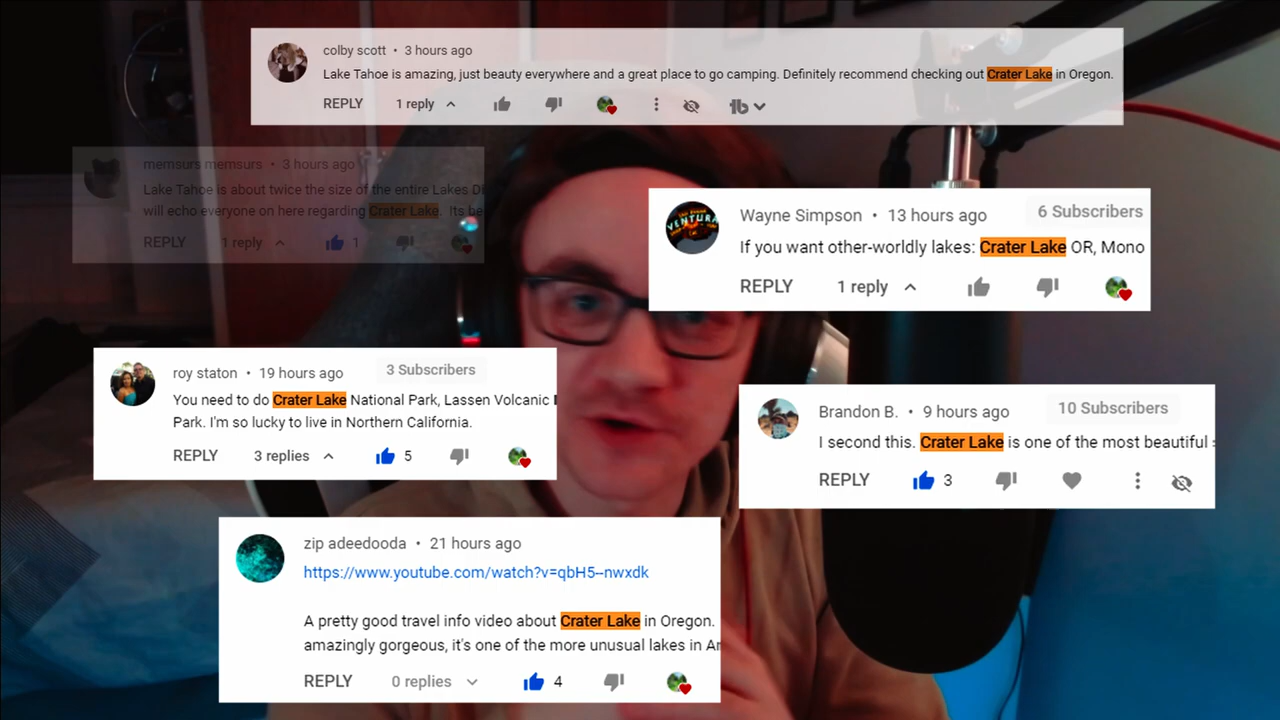 colby scott • 3 hours ago
Lake Tahoe is amazing, just beauty everywhere and a great place to go camping. Definitely recommend checking out Crater Lake in Oregon.
REPLY 1 reply
memsurs memsurs • 3 hours ago
Lake Tahoe is about twice the size of the entire Lakes
will echo everyone on here regarding Crater Lake. Its be
REPLY 1 reply 1
VENTURA
Wayne Simpson • 13 hours ago 6 Subscribers
If you want other-worldly lakes: Crater Lake OR, Mono
REPLY 1 reply
roy staton • 19 hours ago 3 Subscribers
You need to do Crater Lake National Park, Lassen Volcanic
Park. I'm so lucky to live in Northern California.
REPLY 3 replies 5
Brandon B. • 9 hours ago 10 Subscribers
I second this. Crater Lake is one of the most beautiful
REPLY 3
zip adeedooda • 21 hours ago
https://www.youtube.com/watch?v=qbH5--nwxdk
A pretty good travel info video about Crater Lake in Oregon.
amazingly gorgeous, it's one of the more unusual lakes in
REPLY 0 replies 4